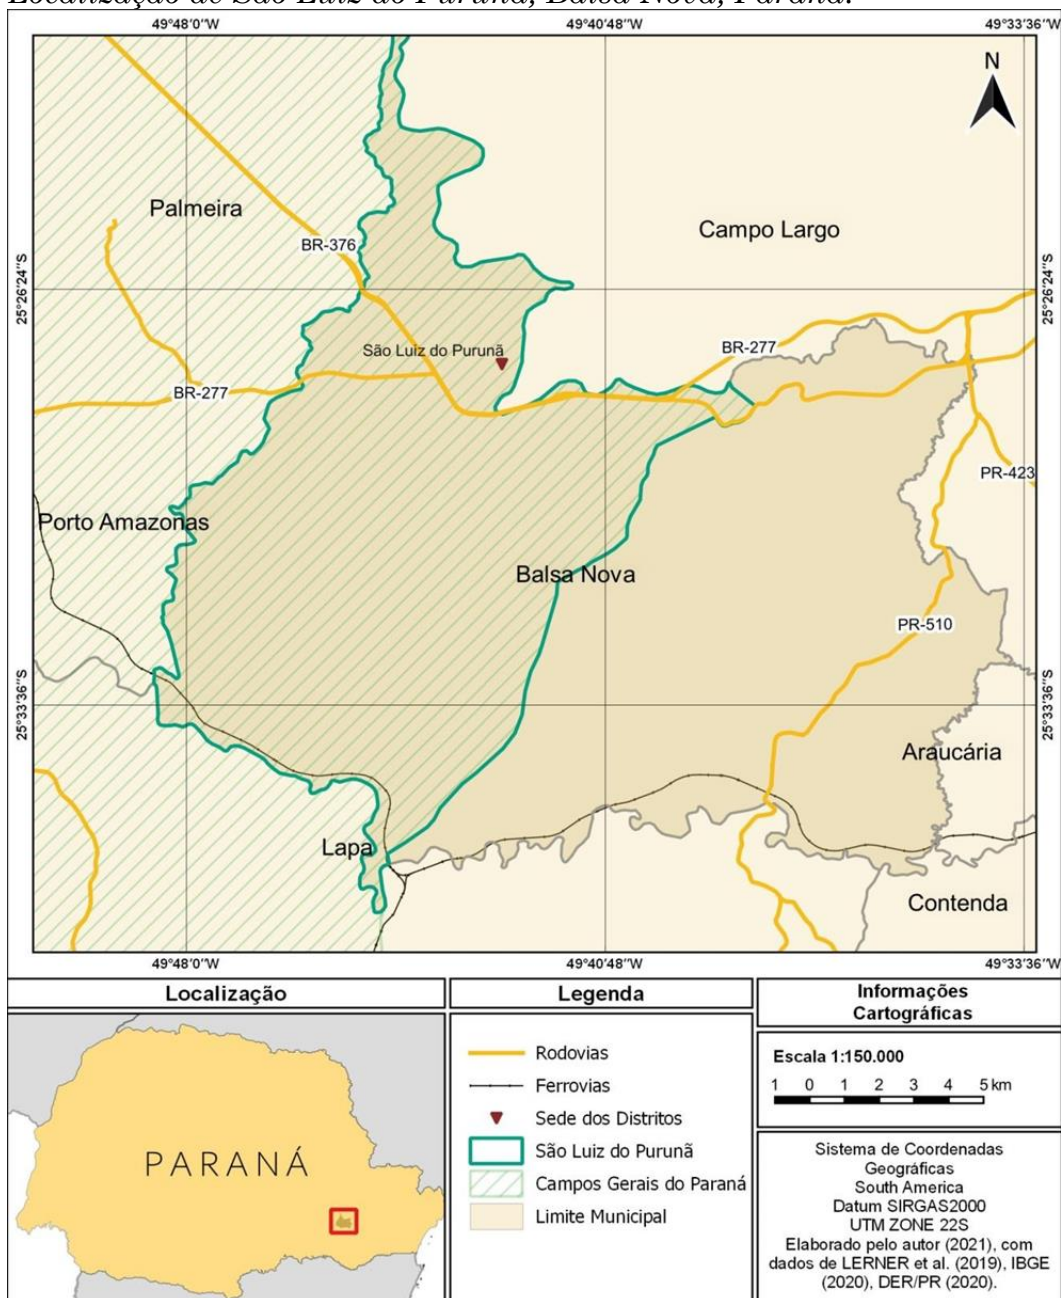 Localização de São Luiz do Purunã, Balsa Nova, Paraná.
49°48'0"W
49°40'48"W
49°33'36"W
N
Palmeira
Campo Largo
BR-376
25°26'24"S
25°26'24"S
São Luiz do Purunã
BR-277
BR-277
PR-423
Porto Amazonas
Balsa Nova
PR-510
25°33'36"S
25°33'36"S
Araucária
Lapa
Contenda
49°48'0"W
49°40'48"W
49°33'36"W
Localização
PARANÁ
Legenda
Rodovias
Ferrovias
Sede dos Distritos
São Luiz do Purunã
Campos Gerais do Paraná
Limite Municipal
Informações
Cartográficas
Escala 1:150.000
1 0 1 2 3 4 5 km
Sistema de Coordenadas
Geográficas
South America
Datum SIRGAS2000
UTM ZONE 22S
Elaborado pelo autor (2021), com
dados de LERNER et al. (2019), IBGE
(2020), DER/PR (2020).